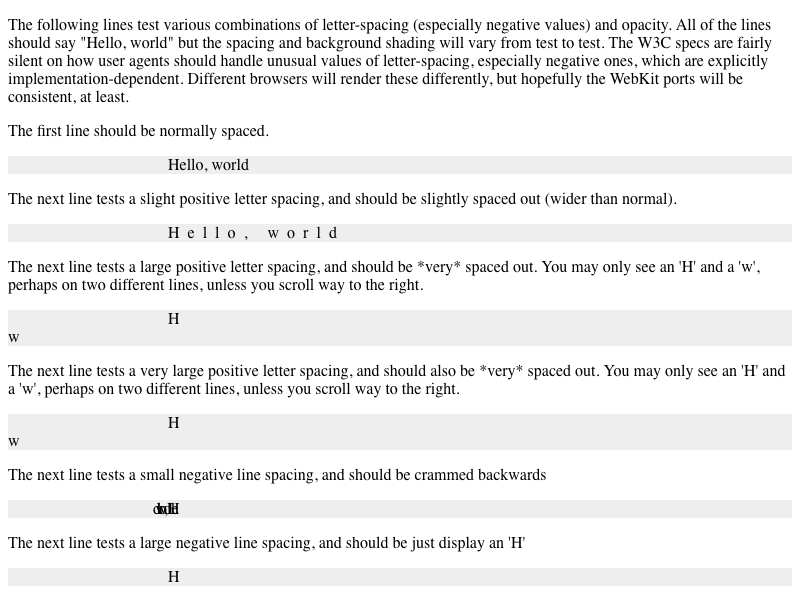 The following lines test various combinations of letter-spacing (especially negative values) and opacity. All of the lines
should say "Hello, world" but the spacing and background shading will vary from test to test. The W3C specs are fairly
silent on how user agents should handle unusual values of letter-spacing, especially negative ones, which are explicitly
implementation-dependent. Different browsers will render these differently, but hopefully the WebKit ports will be
consistent, at least.
The first line should be normally spaced.
Hello, world
The next line tests a slight positive letter spacing, and should be slightly spaced out (wider than normal).
H e l l o ,  w o r l d
The next line tests a large positive letter spacing, and should be *very* spaced out. You may only see an 'H' and a 'w',
perhaps on two different lines, unless you scroll way to the right.
H
w
The next line tests a very large positive letter spacing, and should also be *very* spaced out. You may only see an 'H' and
a 'w', perhaps on two different lines, unless you scroll way to the right.
H
w
The next line tests a small negative line spacing, and should be crammed backwards
The next line tests a large negative line spacing, and should be just display an 'H'
H